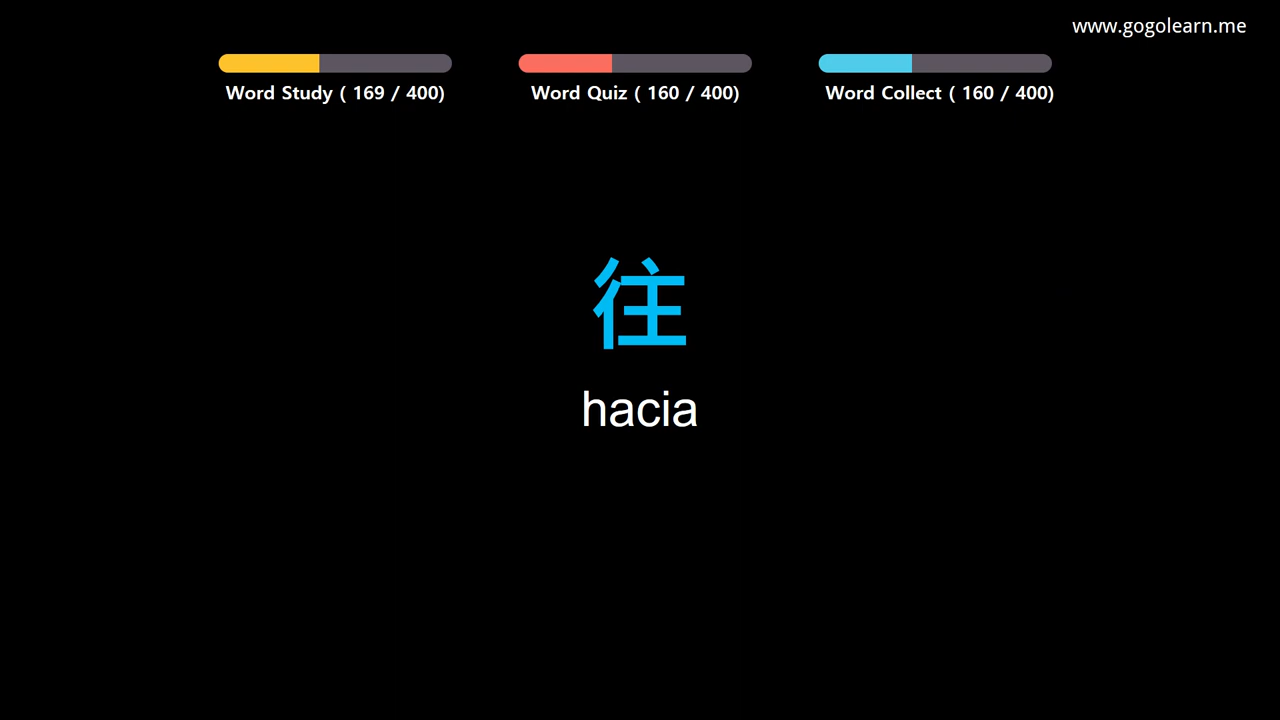 www.gogolearn.me
Word Study ( 169 / 400)
Word Quiz ( 160 / 400)
Word Collect ( 160 / 400)
往
hacia